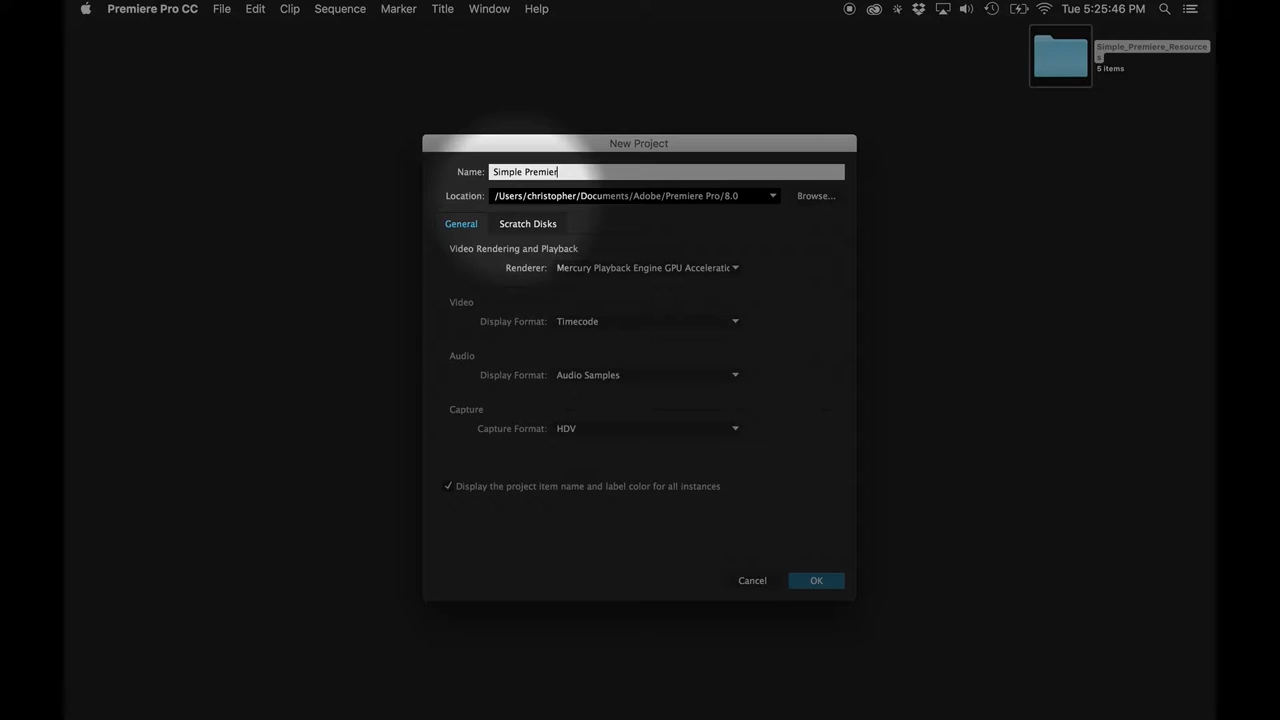 Premiere Pro CC File Edit Clip Sequence Marker Title Window Help Tue 5:25:46 PM
Simple_Premiere_Resource
s
5 items
New Project
Name: Simple Premier
Location: /Users/christopher/Documents/Adobe/Premiere Pro/8.0 Browse...
General Scratch Disks
Video Rendering and Playback
Renderer: Mercury Playback Engine GPU Acceleratic
Video
Display Format: Timecode
Audio
Display Format: Audio Samples
Capture
Capture Format: HDV
Display the project item name and label color for all instances
Cancel OK